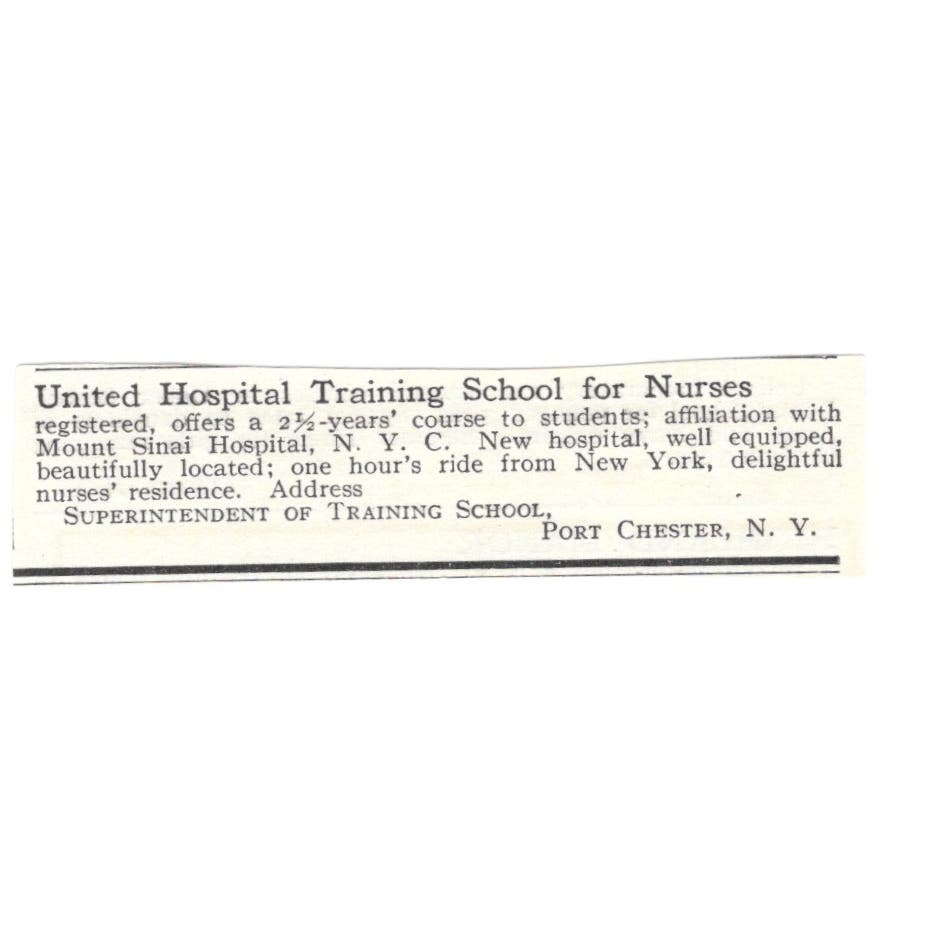 United Hospital Training School for Nurses
registered, offers a 2½-years' course to students; affiliation with
Mount Sinai Hospital, N. Y. C. New hospital, well equipped,
beautifully located; one hour's ride from New York, delightful
nurses' residence. Address
SUPERINTENDENT OF TRAINING SCHOOL,
PORT CHESTER, N. Y.